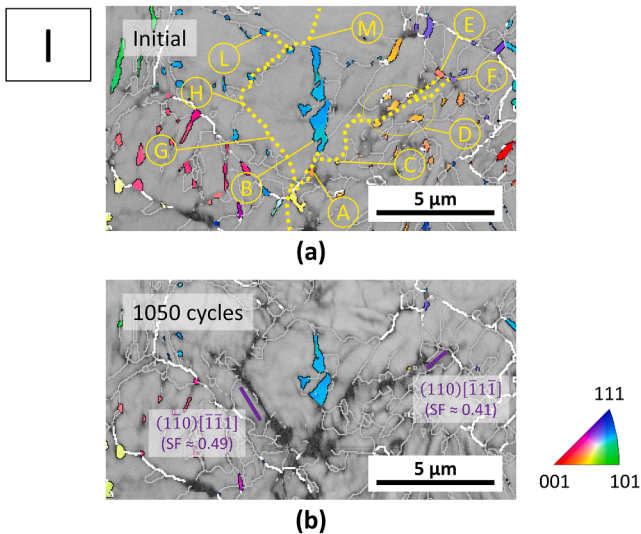 I
Initial
M
L
E
F
H
D
G
C
B
A
5 μm
(a)
1050 cycles
(11̅0)[1̅1̅1]
(SF ≈ 0.49)
(110)[1̅11̅]
(SF ≈ 0.41)
5 μm
(b)
111
001
101